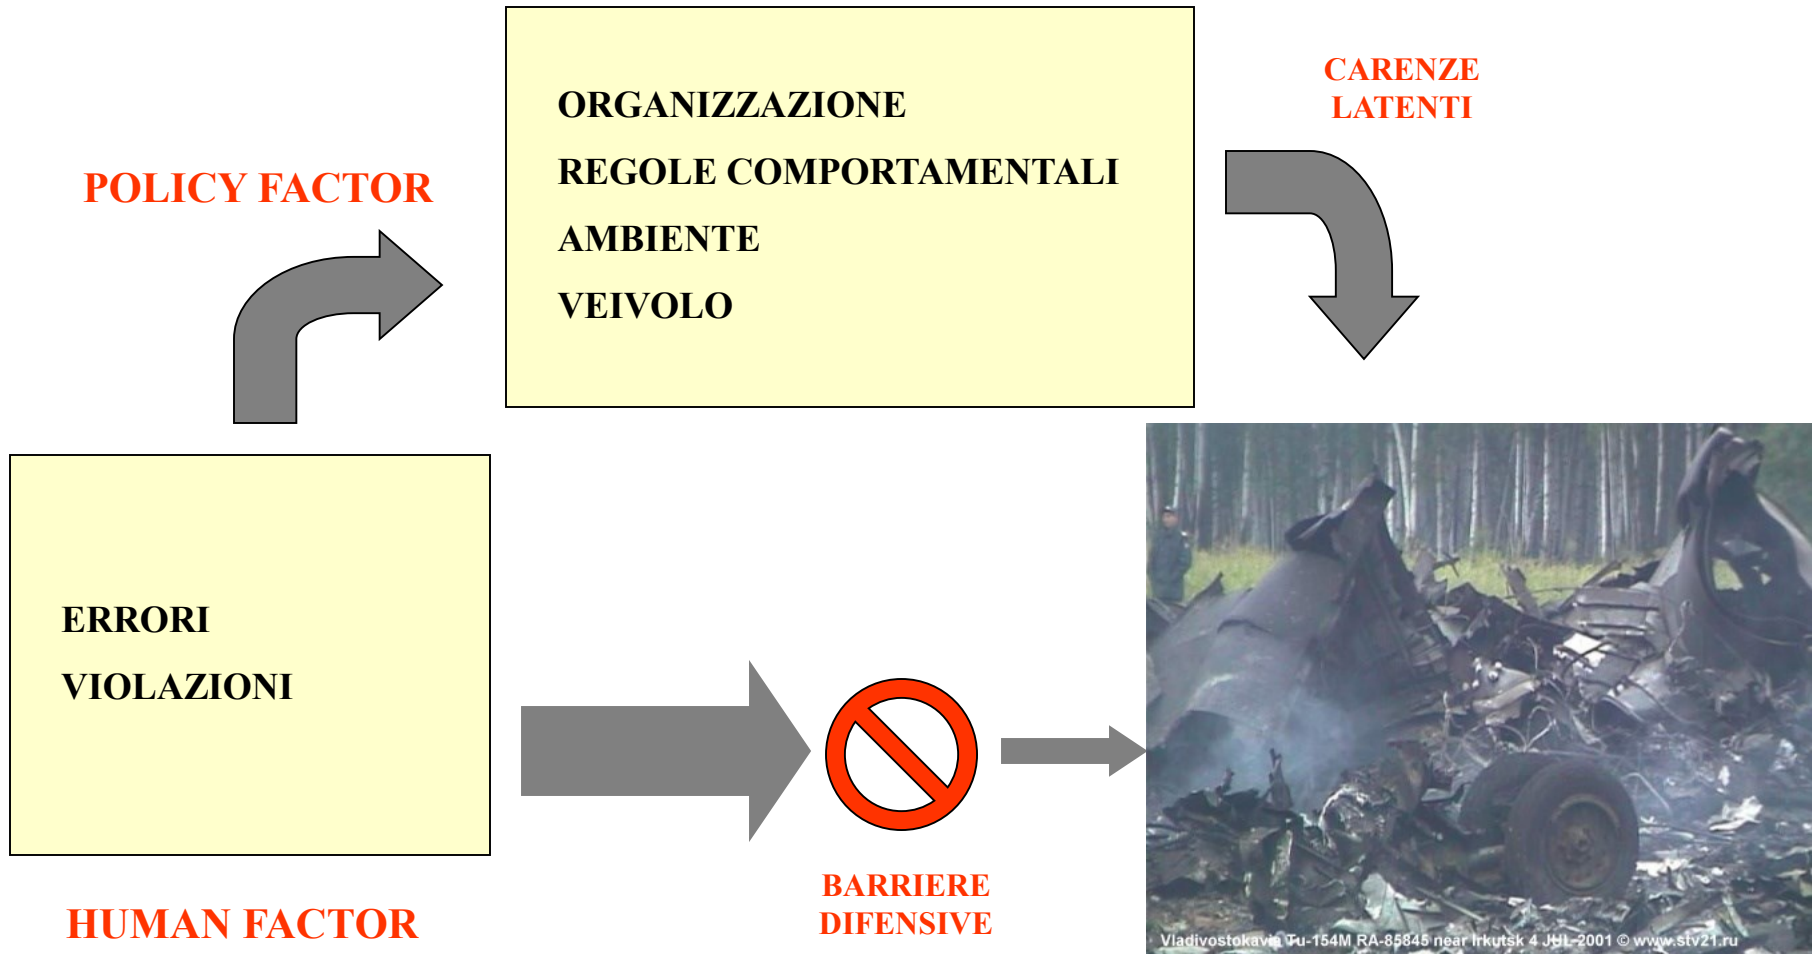 ORGANIZZAZIONE
REGOLE COMPORTAMENTALI
AMBIENTE
VEIVOLO
CARENZE
LATENTI
POLICY FACTOR
ERRORI
VIOLAZIONI
HUMAN FACTOR
BARRIERE
DIFENSIVE
Vladivostokavia Tu-154M RA-85845 near Irkutsk 4 JUL-2001 © www.stv21.ru